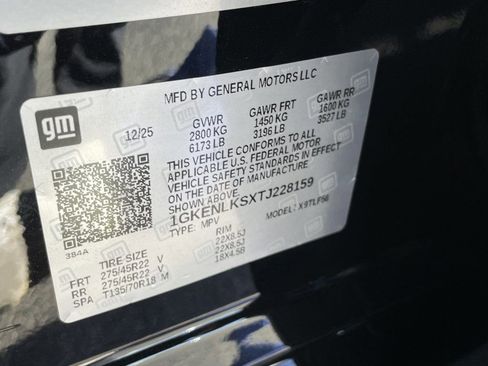 MFD BY GENERAL MOTORS LLC
gm
12/25
GVWR GAWR FRT GAWR RR
2800 KG 1450 KG 1600 KG
6173 LB 3196 LB 3527 LB
THIS VEHICLE CONFORMS TO ALL
APPLICABLE U.S. FEDERAL MOTOR
VEHICLE SAFETY STANDARDS IN EFFECT
ON DATE OF MANUFACTURE
1GKENLKSXTJ228159
TYPE: MPV MODEL:
3B4A
TIRE SIZE RIM
FRT 275/45R22 V 22X8.5J
RR 275/45R22 V 22X8.5J
SPA T135/70R18 M 18X4.5B